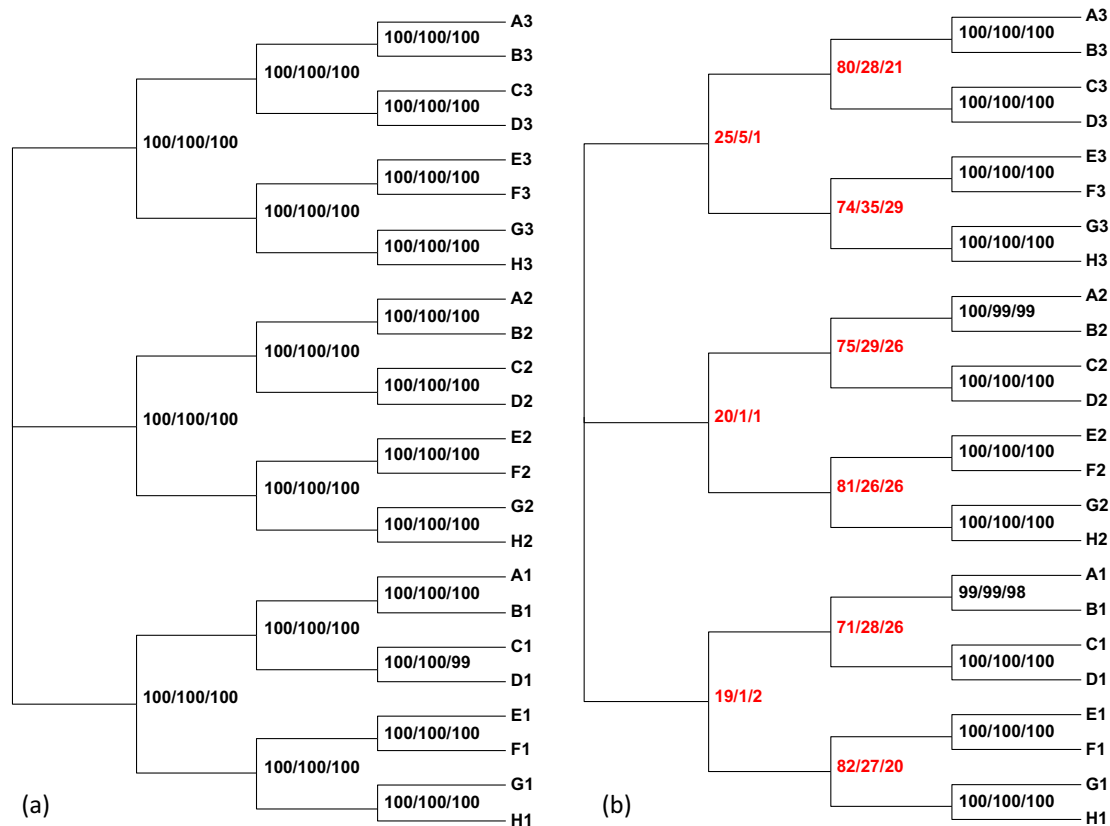 A3
100/100/100
B3
100/100/100
C3
100/100/100
D3
100/100/100
E3
100/100/100
F3
100/100/100
G3
100/100/100
H3
A2
100/100/100
B2
100/100/100
C2
100/100/100
D2
100/100/100
E2
100/100/100
F2
100/100/100
G2
100/100/100
H2
A1
100/100/100
B1
100/100/100
C1
100/100/99
D1
100/100/100
E1
100/100/100
F1
100/100/100
G1
100/100/100
H1
(a)
A3
100/100/100
B3
80/28/21
C3
100/100/100
D3
25/5/1
E3
100/100/100
F3
74/35/29
G3
100/100/100
H3
A2
100/99/99
B2
75/29/26
C2
100/100/100
D2
20/1/1
E2
100/100/100
F2
81/26/26
G2
100/100/100
H2
A1
99/99/98
B1
71/28/26
C1
100/100/100
D1
19/1/2
E1
100/100/100
F1
82/27/20
G1
100/100/100
H1
(b)